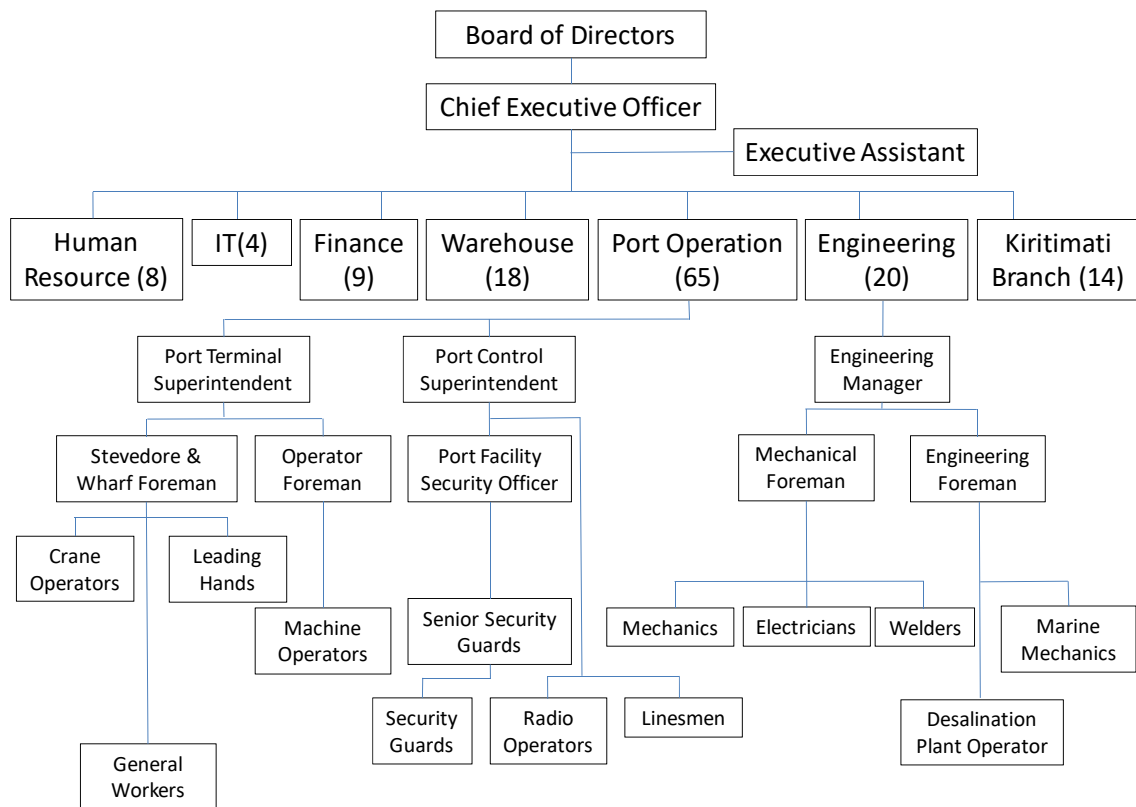 Board of Directors
Chief Executive Officer
Executive Assistant
Human
Resource (8)
IT(4)
Finance
(9)
Warehouse
(18)
Port Operation
(65)
Engineering
(20)
Kiritimati
Branch (14)
Port Terminal
Superintendent
Port Control
Superintendent
Engineering
Manager
Stevedore &
Wharf Foreman
Operator
Foreman
Port Facility
Security Officer
Mechanical
Foreman
Engineering
Foreman
Crane
Operators
Leading
Hands
Machine
Operators
Senior Security
Guards
Mechanics
Electricians
Welders
Marine
Mechanics
Security
Guards
Radio
Operators
Linesmen
Desalination
Plant Operator
General
Workers